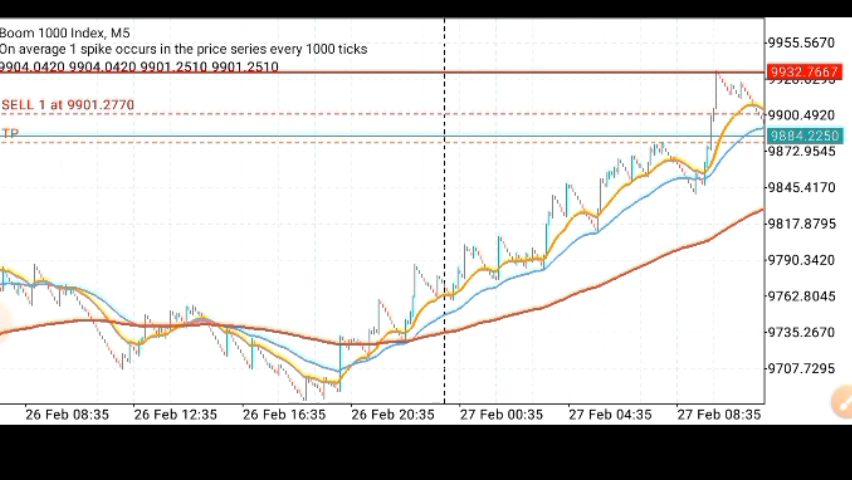 Boom 1000 Index, M5
On average 1 spike occurs in the price series every 1000 ticks
9904.0420 9904.0420 9901.2510 9901.2510
SELL 1 at 9901.2770
TP
9955.5670
9932.7667
9900.4920
9884.2250
9872.9545
9845.4170
9817.8795
9790.3420
9762.8045
9735.2670
9707.7295
26 Feb 08:35
26 Feb 12:35
26 Feb 16:35
26 Feb 20:35
27 Feb 00:35
27 Feb 04:35
27 Feb 08:35